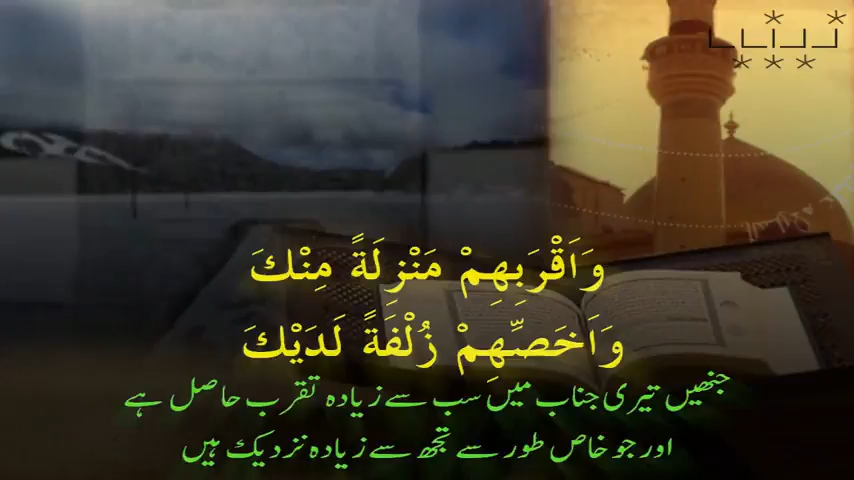 وَاَقْرَبِهِمْ مَنْزِلَةً مِنْكَ
وَاَخَصِّهِمْ زُلْفَةً لَدَيْكَ
جنھیں تیری جناب میں سب سے زیادہ تقرب حاصل ہے
اور جو خاص طور سے تجھ سے زیادہ نزدیک ہیں